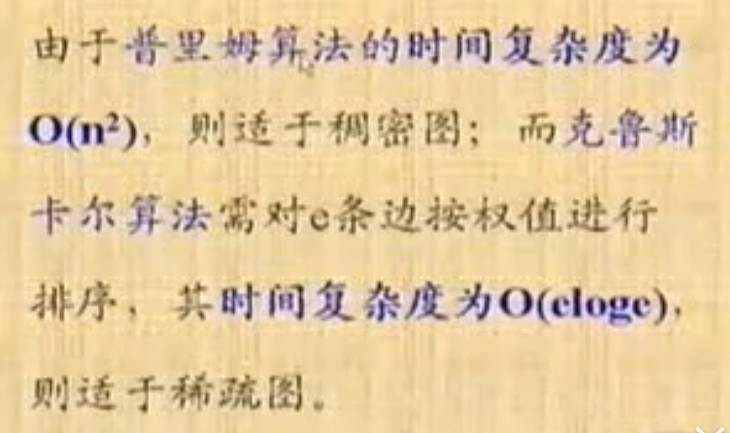 由于普里姆算法的时间复杂度为
O(n²)，则适于稠密图；而克鲁斯
卡尔算法需对e条边按权值进行
排序，其时间复杂度为O(eloge)，
则适于稀疏图。